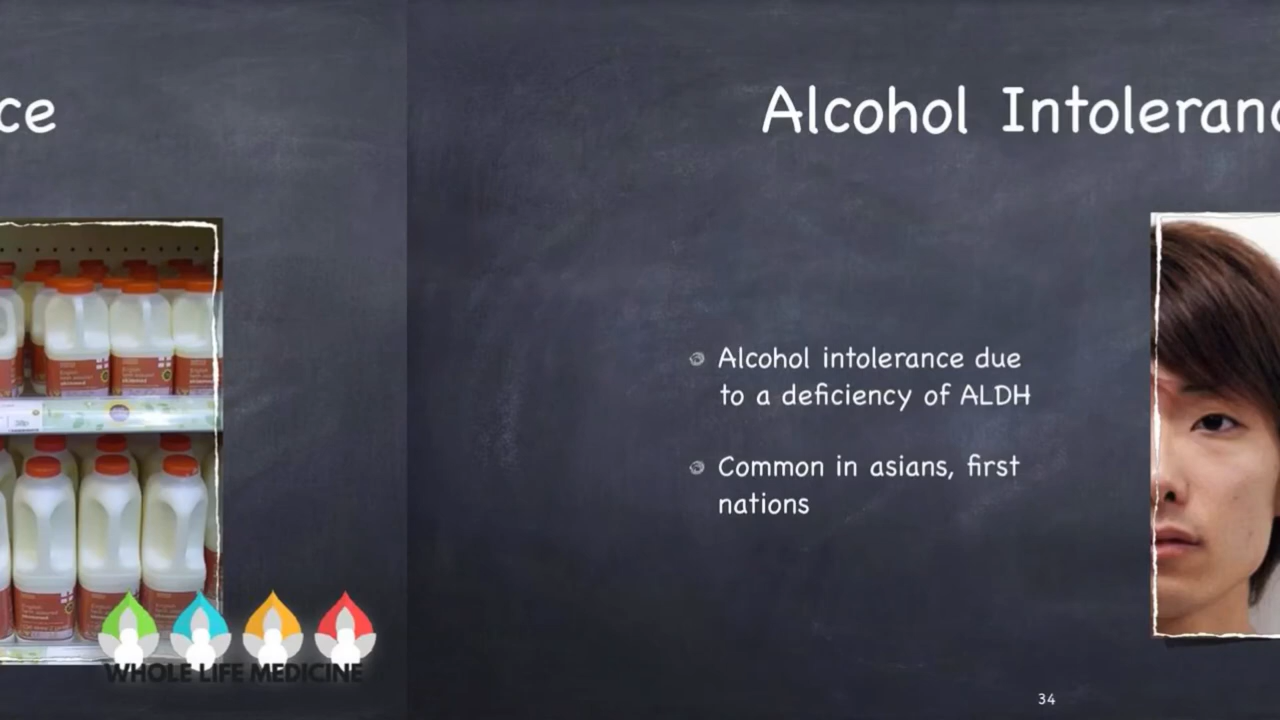 ce
Alcohol Intoleranc
Alcohol intolerance due
to a deficiency of ALDH
Common in asians, first
nations
WHOLE LIFE MEDICINE
34